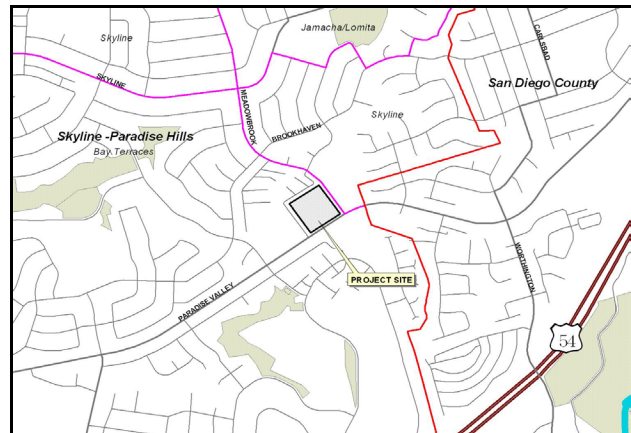 Skyline
Jamacha/Lomita
CARLSBAD
SKYLINE
San Diego County
MEADOWBROOK
Skyline
BROOKHAVEN
Skyline -Paradise Hills
Bay Terraces
WORTHINGTON
PROJECT SITE
PARADISE VALLEY
54